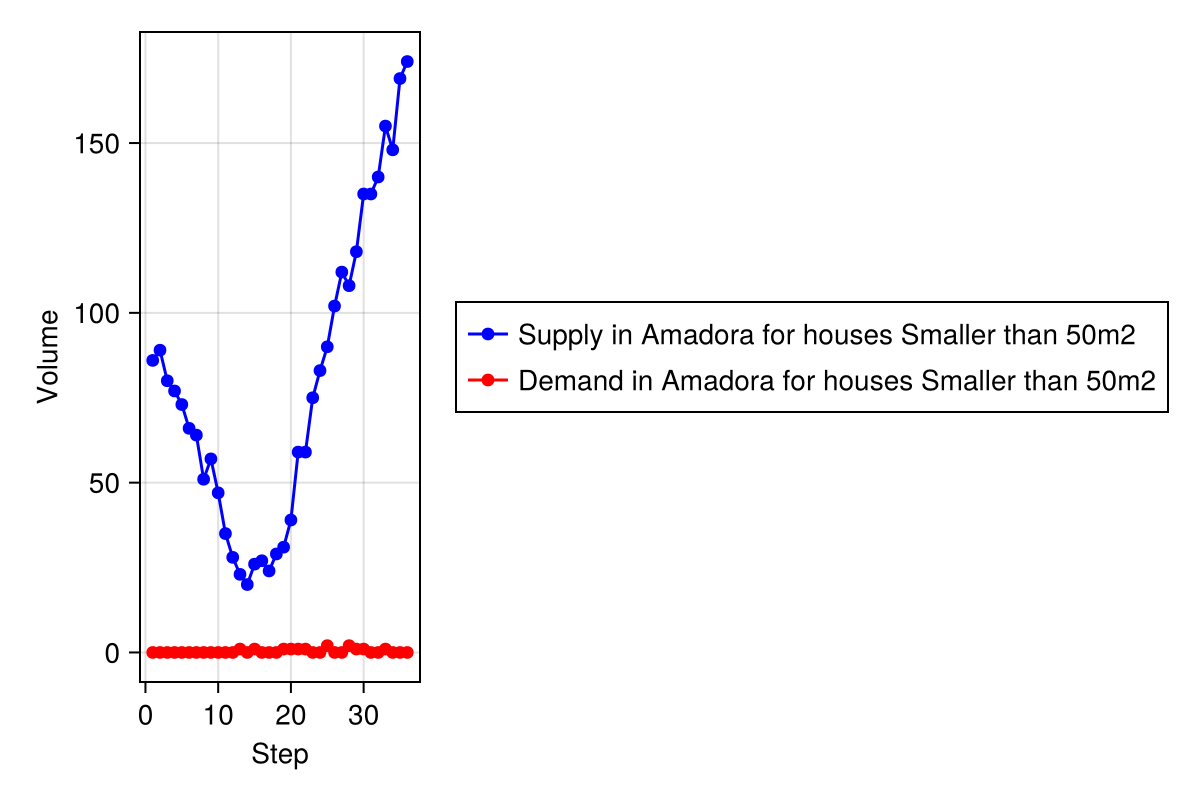 Volume
150
100
50
0
0 10 20 30
Step
Supply in Amadora for houses Smaller than 50m2
Demand in Amadora for houses Smaller than 50m2